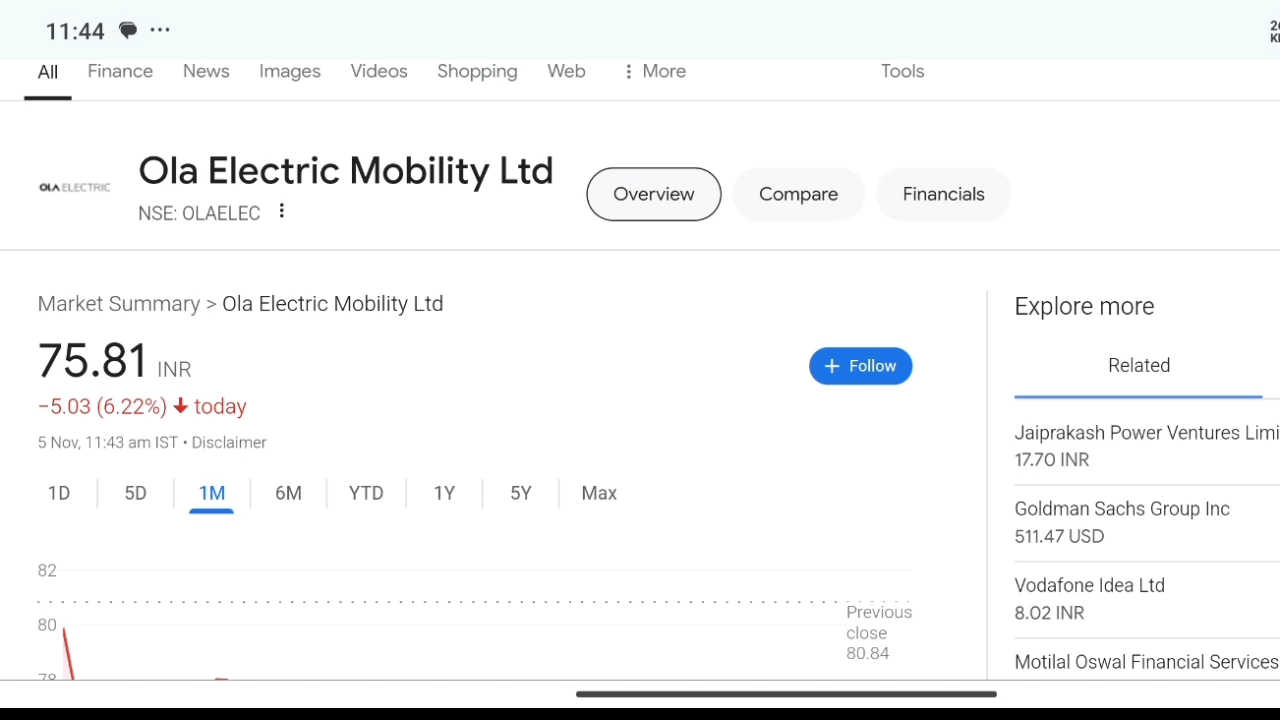 11:44
All Finance News Images Videos Shopping Web More Tools
OLA ELECTRIC
Ola Electric Mobility Ltd
NSE: OLAELEC
Overview Compare Financials
Market Summary > Ola Electric Mobility Ltd
75.81 INR
+ Follow
−5.03 (6.22%) today
5 Nov, 11:43 am IST • Disclaimer
1D 5D 1M 6M YTD 1Y 5Y Max
82
80
78
Previous
close
80.84
Explore more
Related
Jaiprakash Power Ventures Limi
17.70 INR
Goldman Sachs Group Inc
511.47 USD
Vodafone Idea Ltd
8.02 INR
Motilal Oswal Financial Services